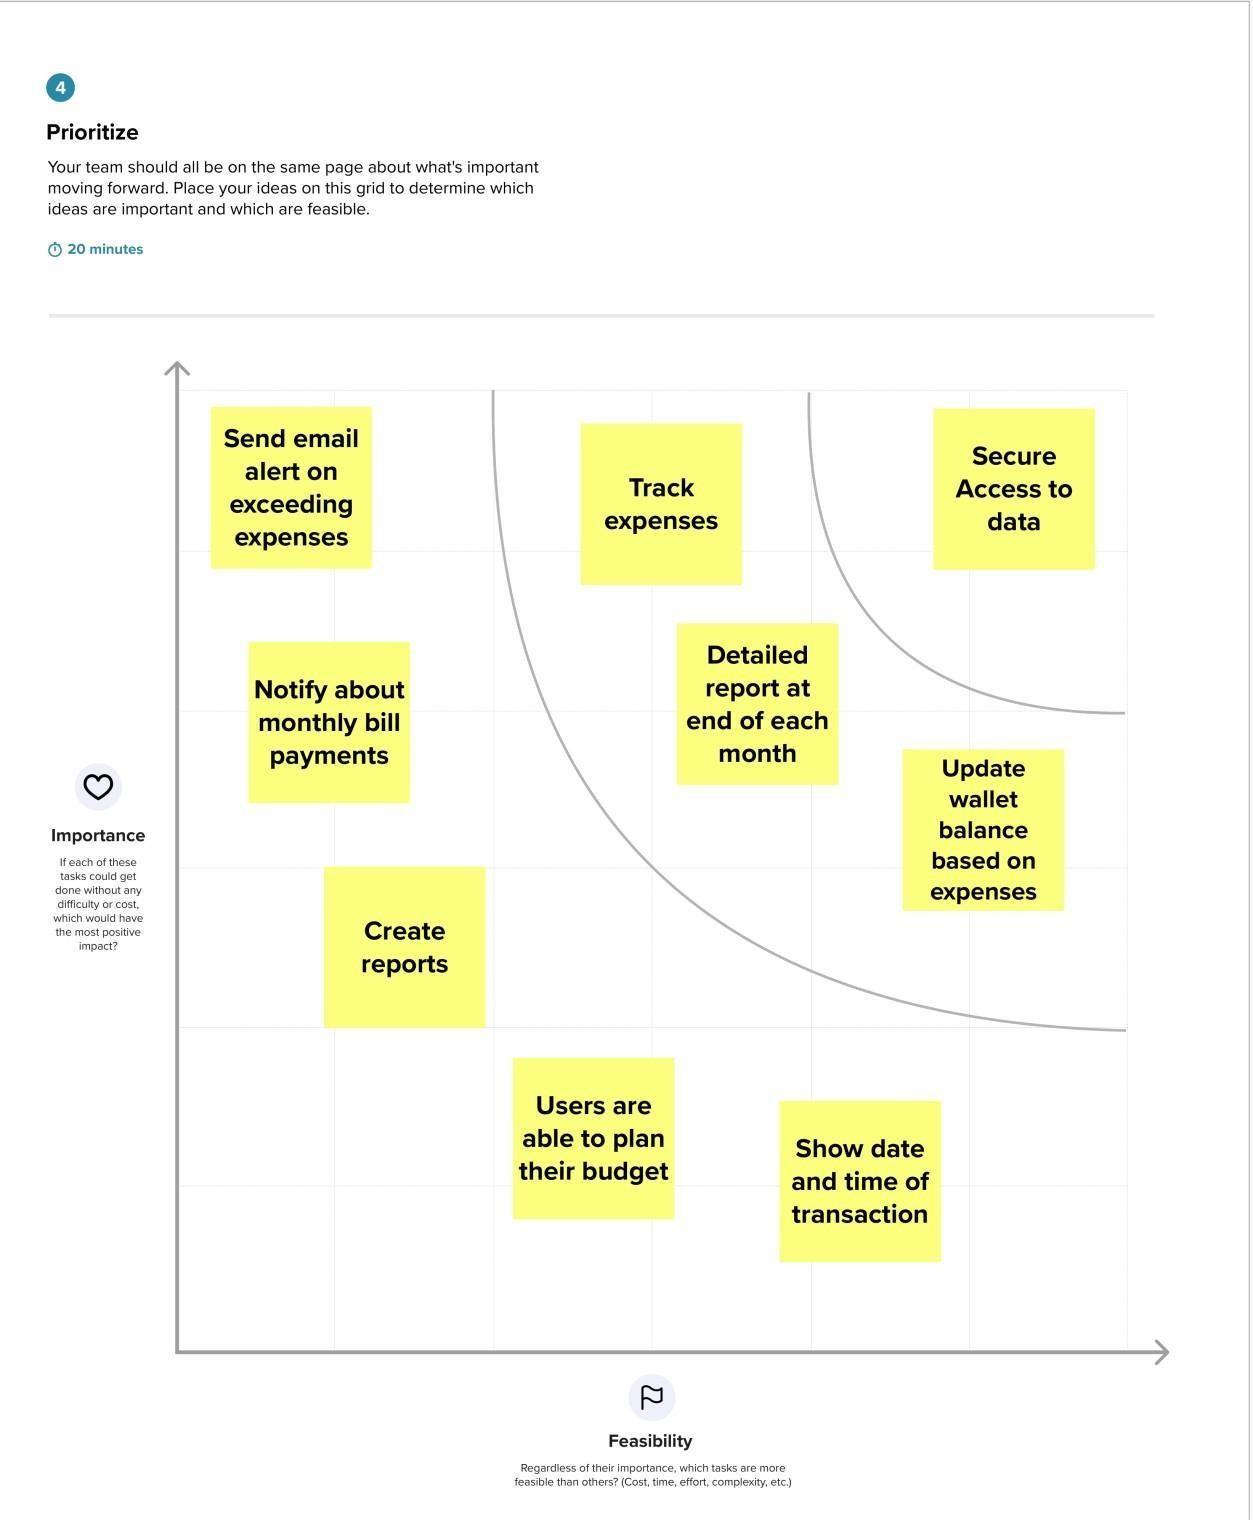 4
Prioritize
Your team should all be on the same page about what's important
moving forward. Place your ideas on this grid to determine which
ideas are important and which are feasible.
20 minutes
Send email
alert on
exceeding
expenses
Track
expenses
Secure
Access to
data
Notify about
monthly bill
payments
Detailed
report at
end of each
month
Update
wallet
balance
based on
expenses
Importance
If each of these
tasks could get
done without any
difficulty or cost,
which would have
the most positive
impact?
Create
reports
Users are
able to plan
their budget
Show date
and time of
transaction
Feasibility
Regardless of their importance, which tasks are more
feasible than others? (Cost, time, effort, complexity, etc.)